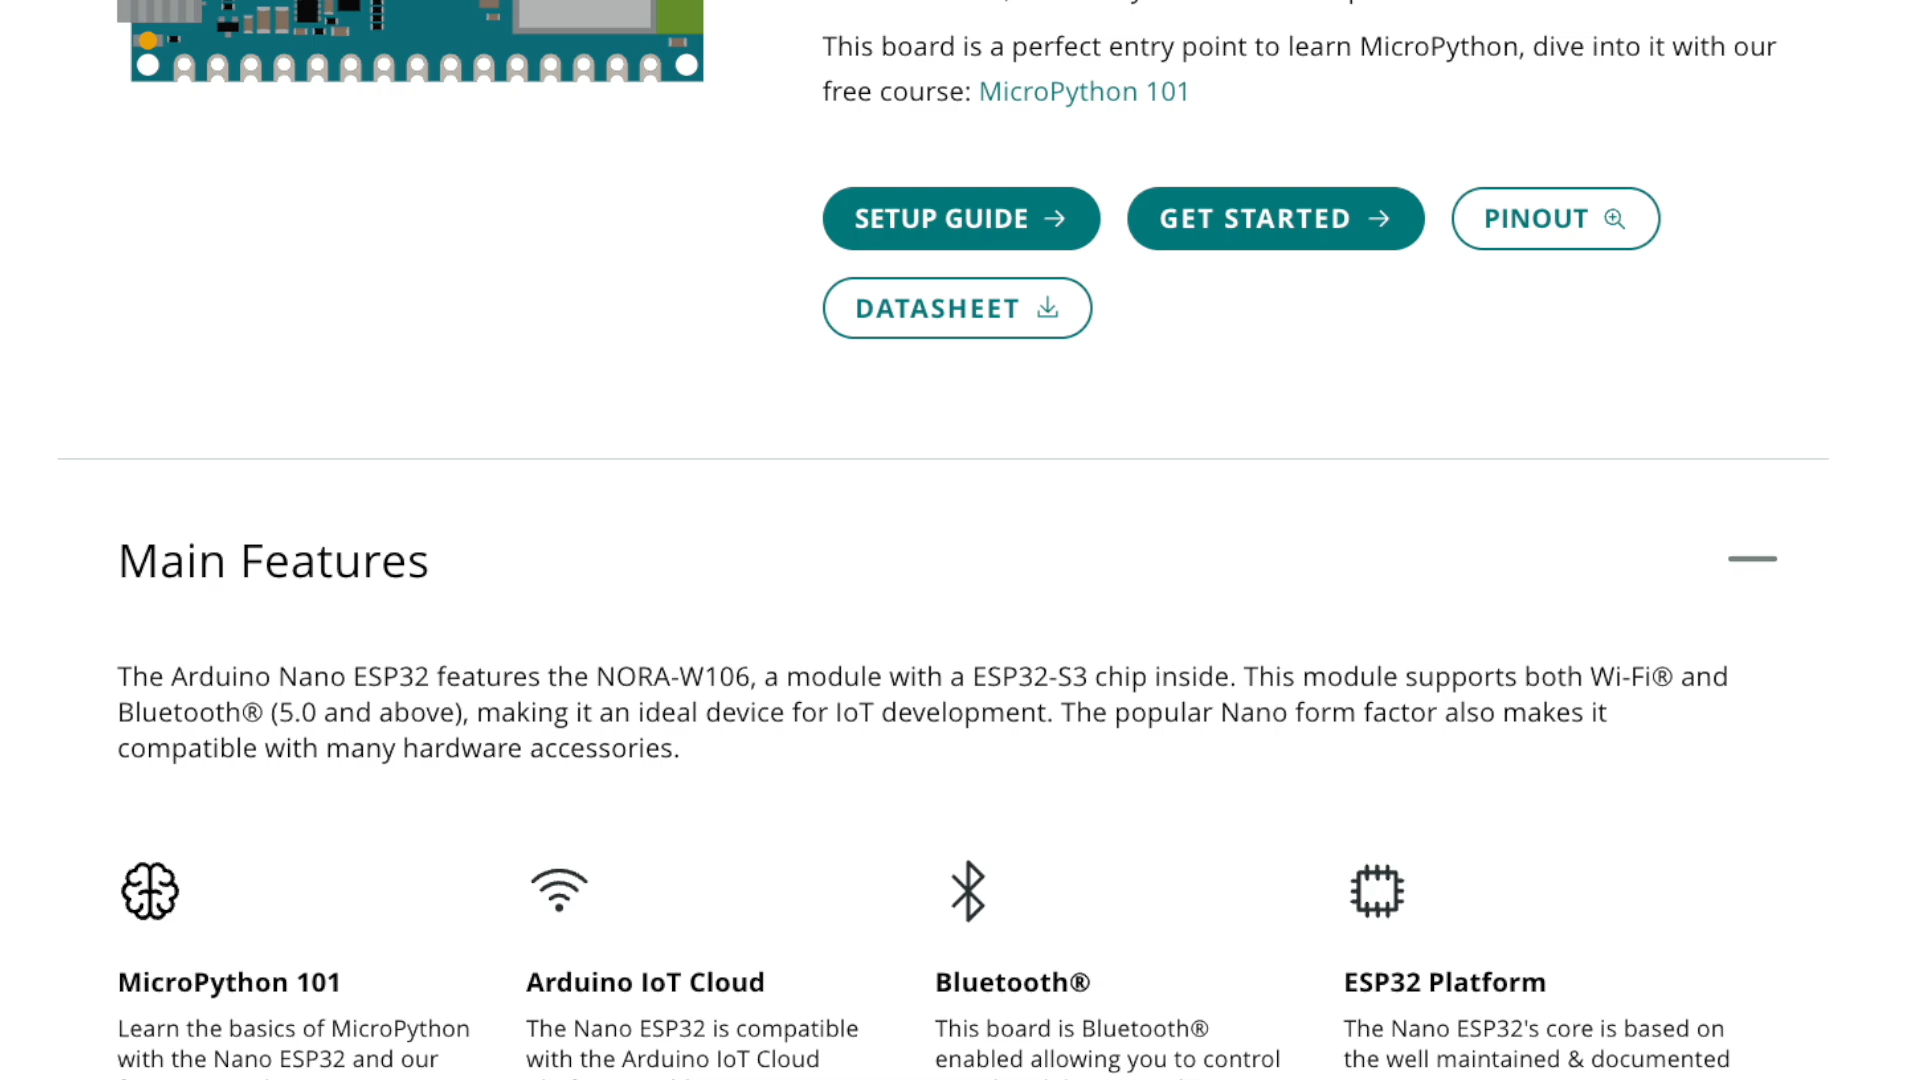 This board is a perfect entry point to learn MicroPython, dive into it with our
free course: MicroPython 101
SETUP GUIDE
GET STARTED
PINOUT
DATASHEET
Main Features
The Arduino Nano ESP32 features the NORA-W106, a module with a ESP32-S3 chip inside. This module supports both Wi-Fi® and
Bluetooth® (5.0 and above), making it an ideal device for IoT development. The popular Nano form factor also makes it
compatible with many hardware accessories.
MicroPython 101
Learn the basics of MicroPython
with the Nano ESP32 and our
Arduino IoT Cloud
The Nano ESP32 is compatible
with the Arduino IoT Cloud
Bluetooth®
This board is Bluetooth®
enabled allowing you to control
ESP32 Platform
The Nano ESP32's core is based on
the well maintained & documented